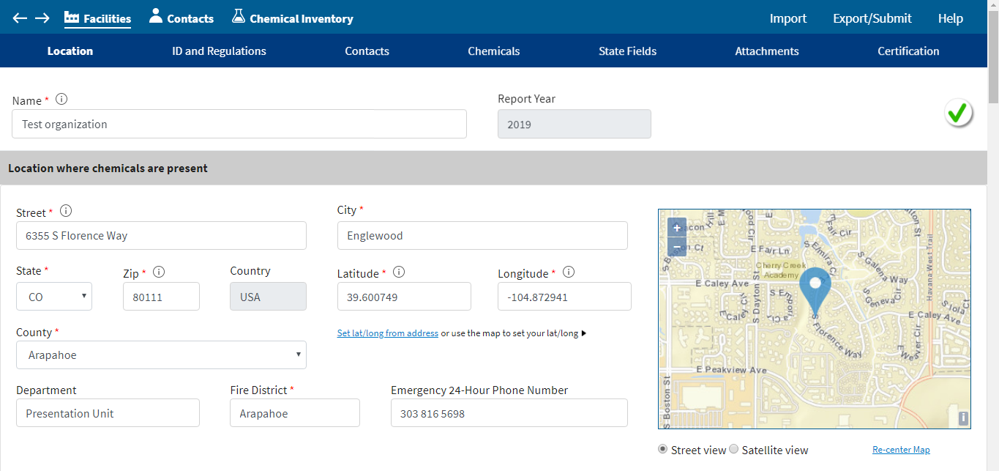 Facilities Contacts Chemical Inventory Import Export/Submit Help
Location ID and Regulations Contacts Chemicals State Fields Attachments Certification
Name *
Report Year
Test organization
2019
Location where chemicals are present
Street *
City *
6355 S Florence Way
Englewood
State *
Zip *
Country
Latitude *
Longitude *
CO
80111
USA
39.600749
-104.872941
County *
Set lat/long from address or use the map to set your lat/long
Arapahoe
Department
Fire District *
Emergency 24-Hour Phone Number
Presentation Unit
Arapahoe
303 816 5698
+
−
E Fair Ln
S Elmira Cir
Cherry Creek
Academy
E Caley Ave
S Dayton St
S Galena Way
S Geneva Cir
Havana West Trail
S Iola Ct
E Caley Ave
S Florence Way
E Weaver Cir
E Peakview Ave
S Boston St
i
Street view Satellite view
Re-center Map